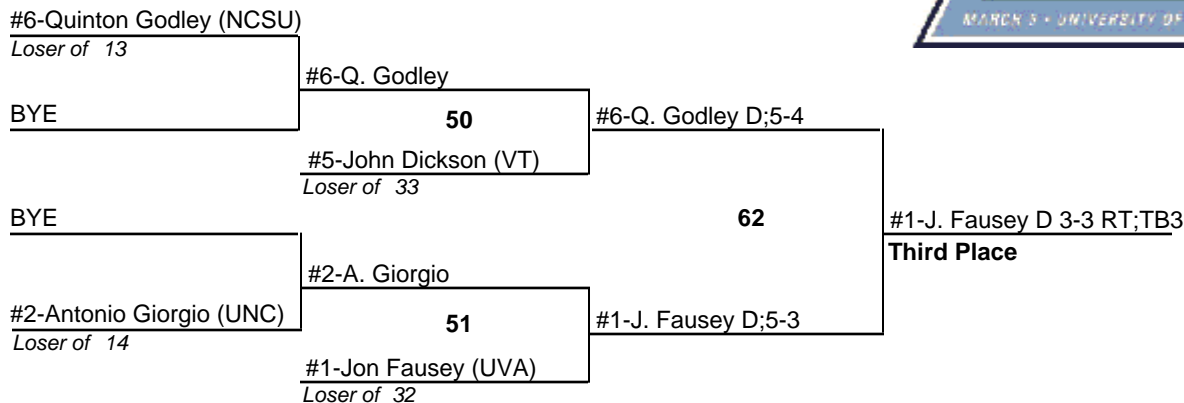 MARCH 5 • UNIVERSITY OF
#6-Quinton Godley (NCSU)
Loser of 13
#6-Q. Godley
BYE
50
#6-Q. Godley D;5-4
#5-John Dickson (VT)
Loser of 33
BYE
62
#1-J. Fausey D 3-3 RT;TB3
Third Place
#2-A. Giorgio
#2-Antonio Giorgio (UNC)
Loser of 14
51
#1-J. Fausey D;5-3
#1-Jon Fausey (UVA)
Loser of 32